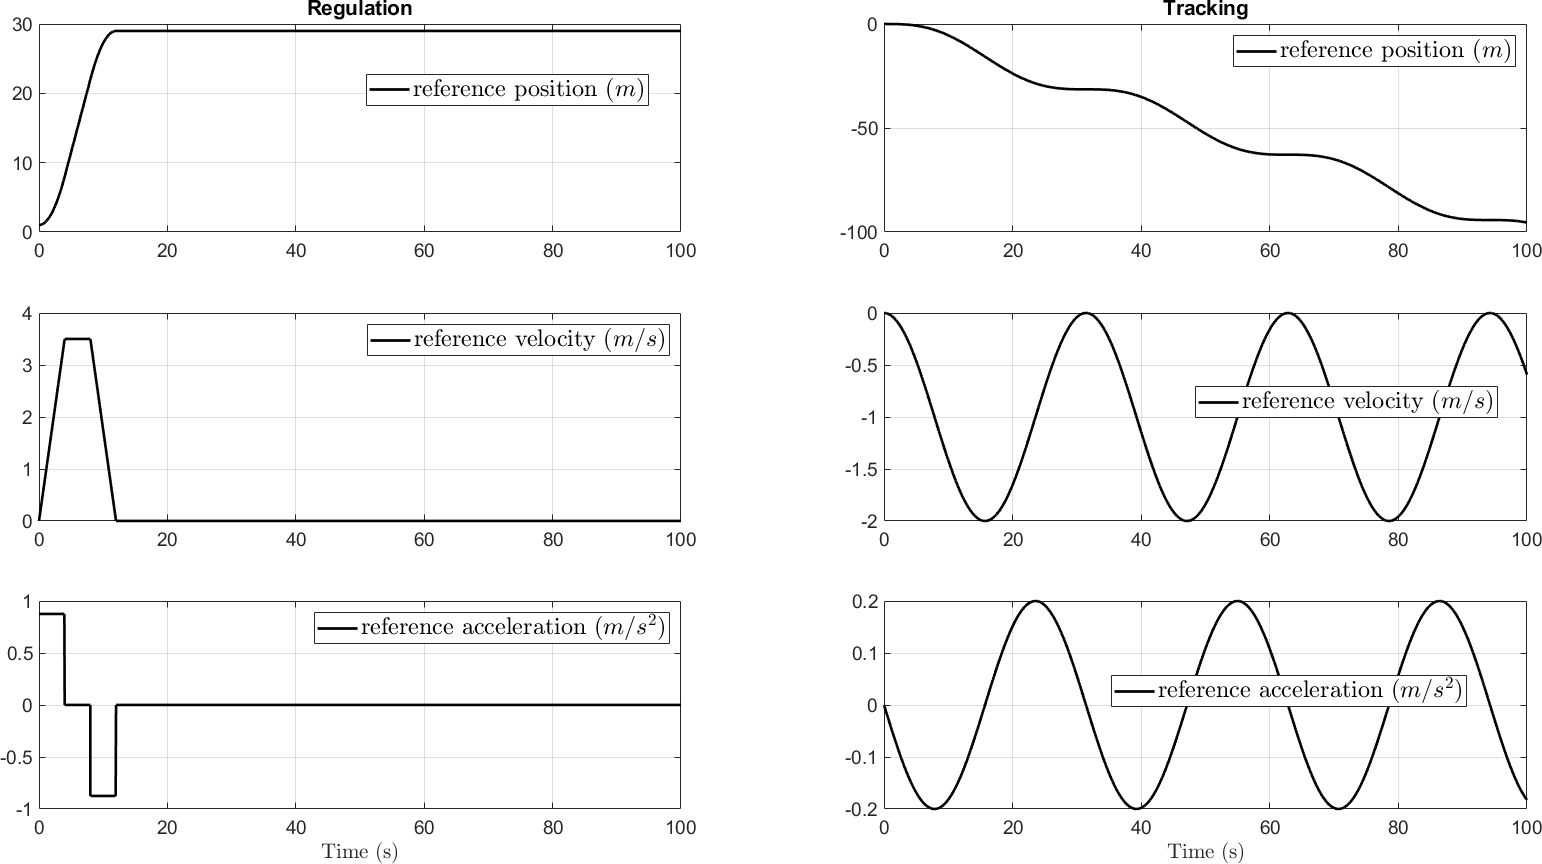 Regulation
30
20
10
0
reference position (m)
0 20 40 60 80 100
4
3
2
1
0
reference velocity (m/s)
0 20 40 60 80 100
1
0.5
0
-0.5
-1
reference acceleration (m/s²)
0 20 40 60 80 100
Time (s)
Tracking
0
-50
-100
reference position (m)
0 20 40 60 80 100
0
-0.5
-1
-1.5
-2
reference velocity (m/s)
0 20 40 60 80 100
0.2
0.1
0
-0.1
-0.2
reference acceleration (m/s²)
0 20 40 60 80 100
Time (s)